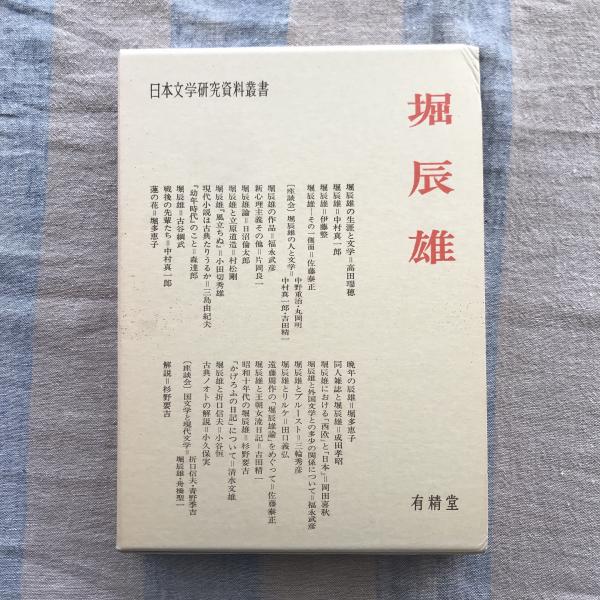 日本文学研究資料叢書
堀辰雄
堀辰雄の生涯と文学＝高田瑞穂
堀辰雄＝中村真一郎
堀辰雄＝伊藤整
堀辰雄―その一側面＝佐藤泰正
〔座談会〕堀辰雄の人と文学＝中野重治・丸岡明
中村真一郎・吉田精一
堀辰雄の作品＝福永武彦
新心理主義その他＝片岡良一
堀辰雄論＝日沼倫太郎
堀辰雄と立原道造＝村松剛
堀辰雄『風立ちぬ』＝小田切秀雄
現代小説は古典たりうるか＝三島由紀夫
「幼年時代」のこと＝森達郎
堀辰雄＝古谷綱武
戦後の先輩たち＝中村真一郎
蓮の花＝堀多恵子
晩年の辰雄＝堀多恵子
同人雑誌と堀辰雄＝成田孝昭
堀辰雄における「西欧」と「日本」＝岡田喜秋
堀辰雄と外国文学との多少の関係について＝福永武彦
堀辰雄とプルースト＝三輪秀彦
堀辰雄とリルケ＝田口義弘
遠藤周作の「堀辰雄論」をめぐって＝佐藤泰正
堀辰雄と王朝女流日記＝吉田精一
昭和十年代の堀辰雄＝杉野要吉
「かげろふの日記」について＝清水文雄
堀辰雄と折口信夫＝小谷恒
古典ノオトの解説＝小久保実
〔座談会〕国文学と現代文学＝折口信夫・青野季吉
堀辰雄・舟橋聖一
解説＝杉野要吉
有精堂